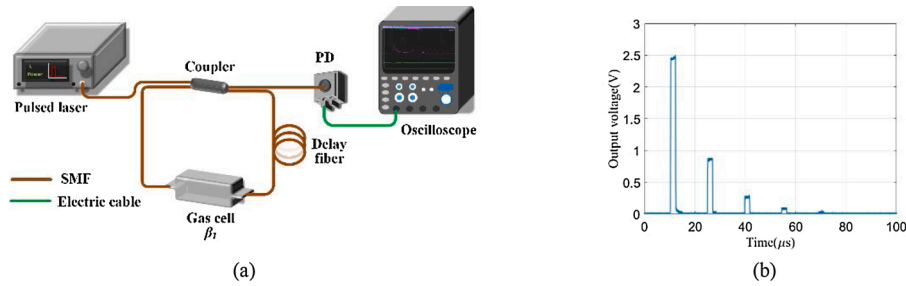 Power
Pulsed laser
Coupler
PD
Oscilloscope
Delay
fiber
SMF
Electric cable
Gas cell
β₁
(a)
Output voltage(V)
3
2.5
2
1.5
1
0.5
0
0 20 40 60 80 100
Time(μs)
(b)